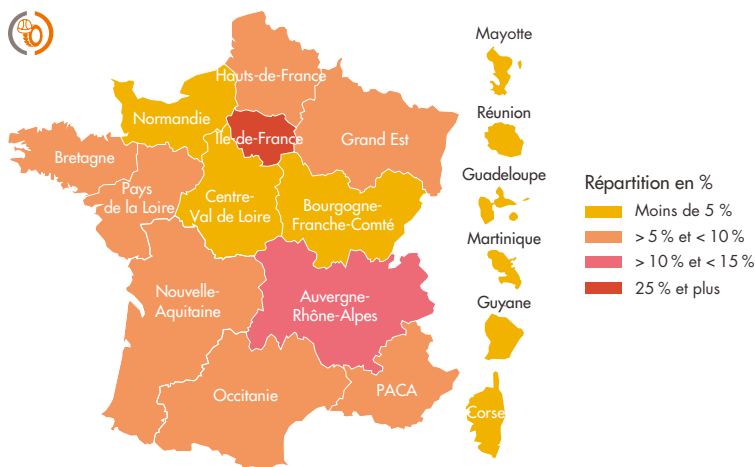 Hauts-de-France
Normandie
Île-de-France
Grand Est
Bretagne
Pays
de la Loire
Centre-
Val de Loire
Bourgogne-
Franche-Comté
Nouvelle-
Aquitaine
Auvergne-
Rhône-Alpes
Occitanie
PACA
Mayotte
Réunion
Guadeloupe
Martinique
Guyane
Corse
Répartition en %
Moins de 5 %
> 5 % et < 10 %
> 10 % et < 15 %
25 % et plus